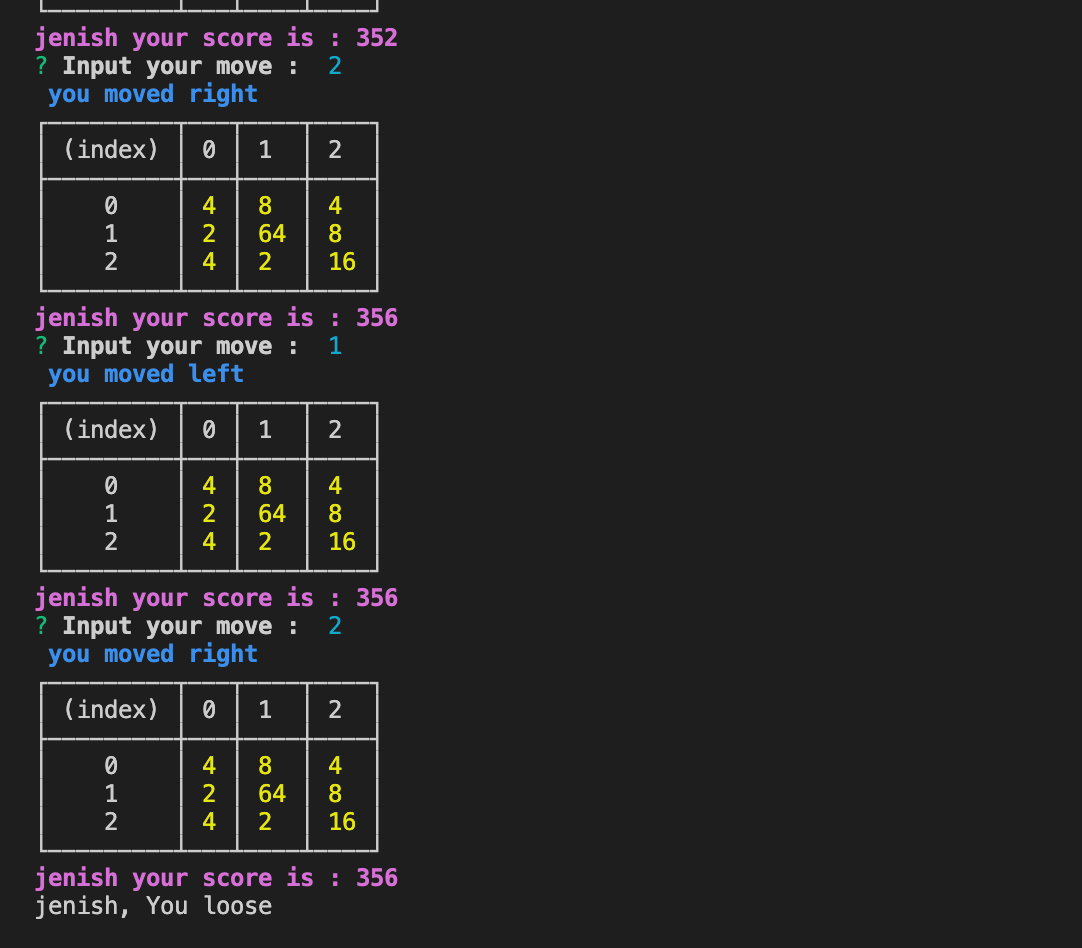 jenish your score is : 352
? Input your move :  2
you moved right
(index) 0 1 2
0 4 8 4
1 2 64 8
2 4 2 16
jenish your score is : 356
? Input your move :  1
you moved left
(index) 0 1 2
0 4 8 4
1 2 64 8
2 4 2 16
jenish your score is : 356
? Input your move :  2
you moved right
(index) 0 1 2
0 4 8 4
1 2 64 8
2 4 2 16
jenish your score is : 356
jenish, You loose